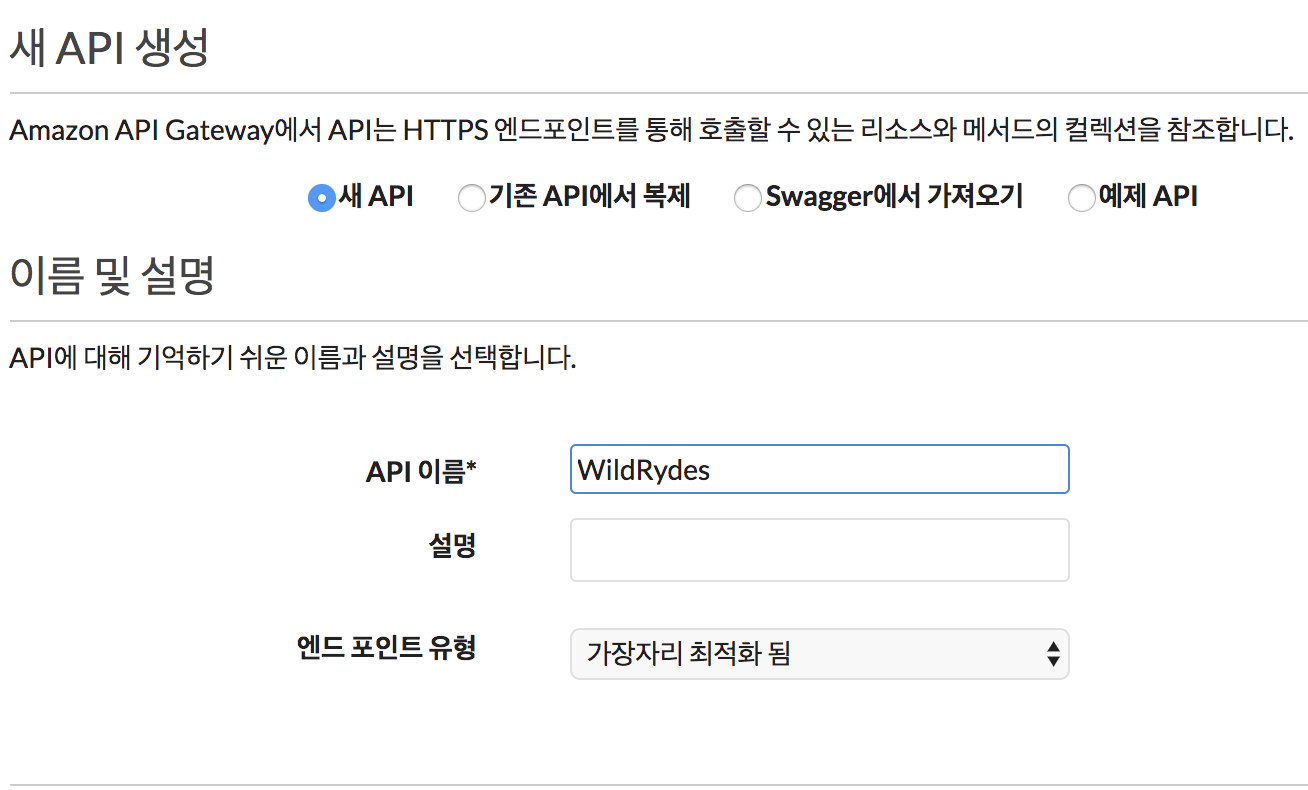 새 API 생성
Amazon API Gateway에서 API는 HTTPS 엔드포인트를 통해 호출할 수 있는 리소스와 메서드의 컬렉션을 참조합니다.
새 API 기존 API에서 복제 Swagger에서 가져오기 예제 API
이름 및 설명
API에 대해 기억하기 쉬운 이름과 설명을 선택합니다.
API 이름* WildRydes
설명
엔드 포인트 유형 가장자리 최적화 됨